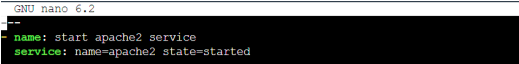 GNU nano 6.2
---
- name: start apache2 service
  service: name=apache2 state=started